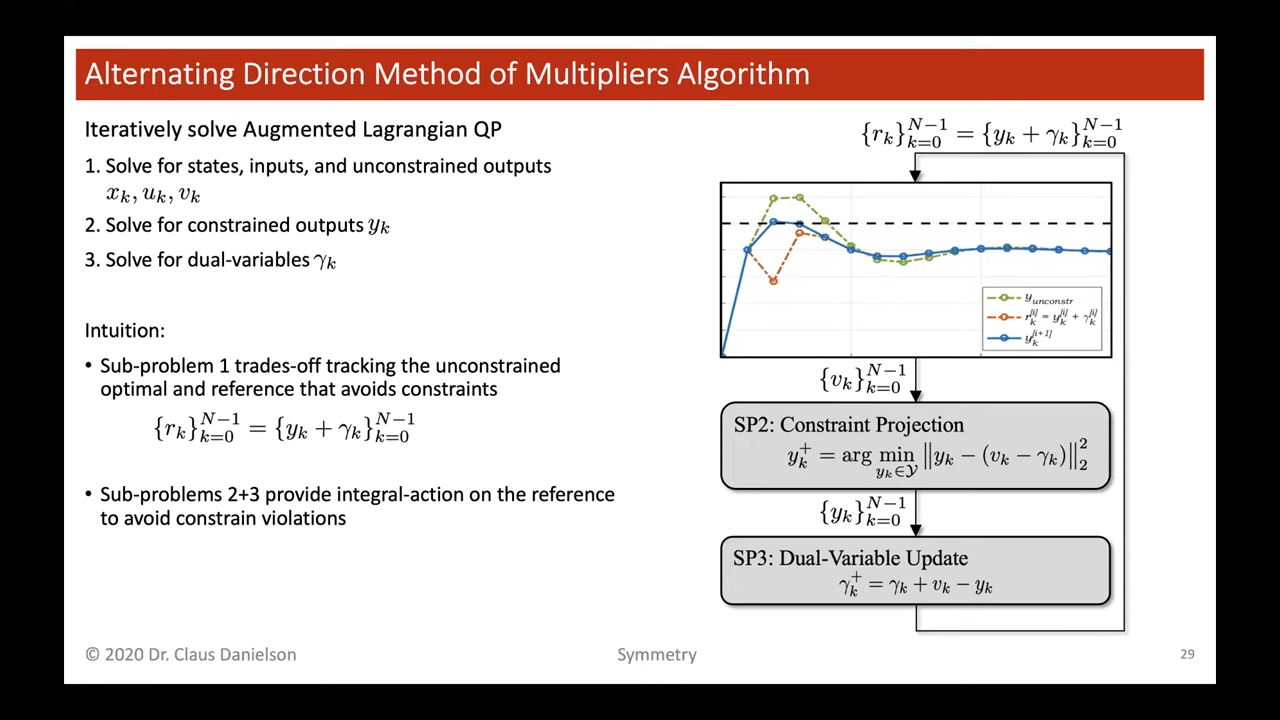 Alternating Direction Method of Multipliers Algorithm
Iteratively solve Augmented Lagrangian QP
1. Solve for states, inputs, and unconstrained outputs
x_k, u_k, v_k
2. Solve for constrained outputs y_k
3. Solve for dual-variables γ_k
Intuition:
• Sub-problem 1 trades-off tracking the unconstrained
optimal and reference that avoids constraints
{r_k}_{k=0}^{N−1} = {y_k + γ_k}_{k=0}^{N−1}
• Sub-problems 2+3 provide integral-action on the reference
to avoid constrain violations
{r_k}_{k=0}^{N−1} = {y_k + γ_k}_{k=0}^{N−1}
y_{unconstr}
r_k^{[i]} = y_k^{[i]} + γ_k^{[i]}
y_k^{[i+1]}
{v_k}_{k=0}^{N−1}
SP2: Constraint Projection
y_k^+ = arg min_{y_k∈𝒴} ‖y_k − (v_k − γ_k)‖_2^2
{y_k}_{k=0}^{N−1}
SP3: Dual-Variable Update
γ_k^+ = γ_k + v_k − y_k
© 2020 Dr. Claus Danielson
Symmetry
29